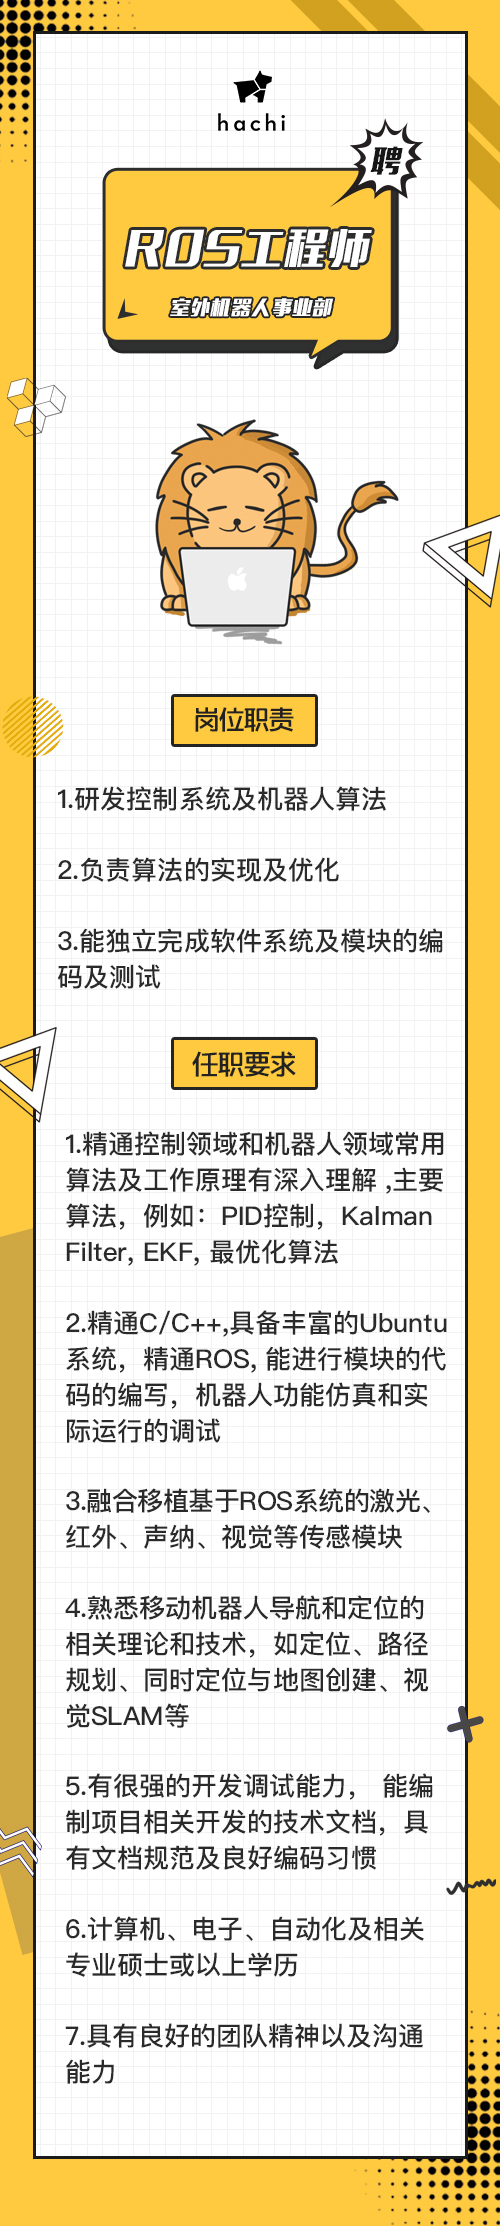 hachi
聘
ROS工程师
室外机器人事业部
岗位职责
1.研发控制系统及机器人算法
2.负责算法的实现及优化
3.能独立完成软件系统及模块的编
码及测试
任职要求
1.精通控制领域和机器人领域常用
算法及工作原理有深入理解 ,主要
算法，例如：PID控制，Kalman
Filter, EKF, 最优化算法
2.精通C/C++,具备丰富的Ubuntu
系统，精通ROS, 能进行模块的代
码的编写，机器人功能仿真和实
际运行的调试
3.融合移植基于ROS系统的激光、
红外、声纳、视觉等传感模块
4.熟悉移动机器人导航和定位的
相关理论和技术，如定位、路径
规划、同时定位与地图创建、视
觉SLAM等
5.有很强的开发调试能力， 能编
制项目相关开发的技术文档，具
有文档规范及良好编码习惯
6.计算机、电子、自动化及相关
专业硕士或以上学历
7.具有良好的团队精神以及沟通
能力